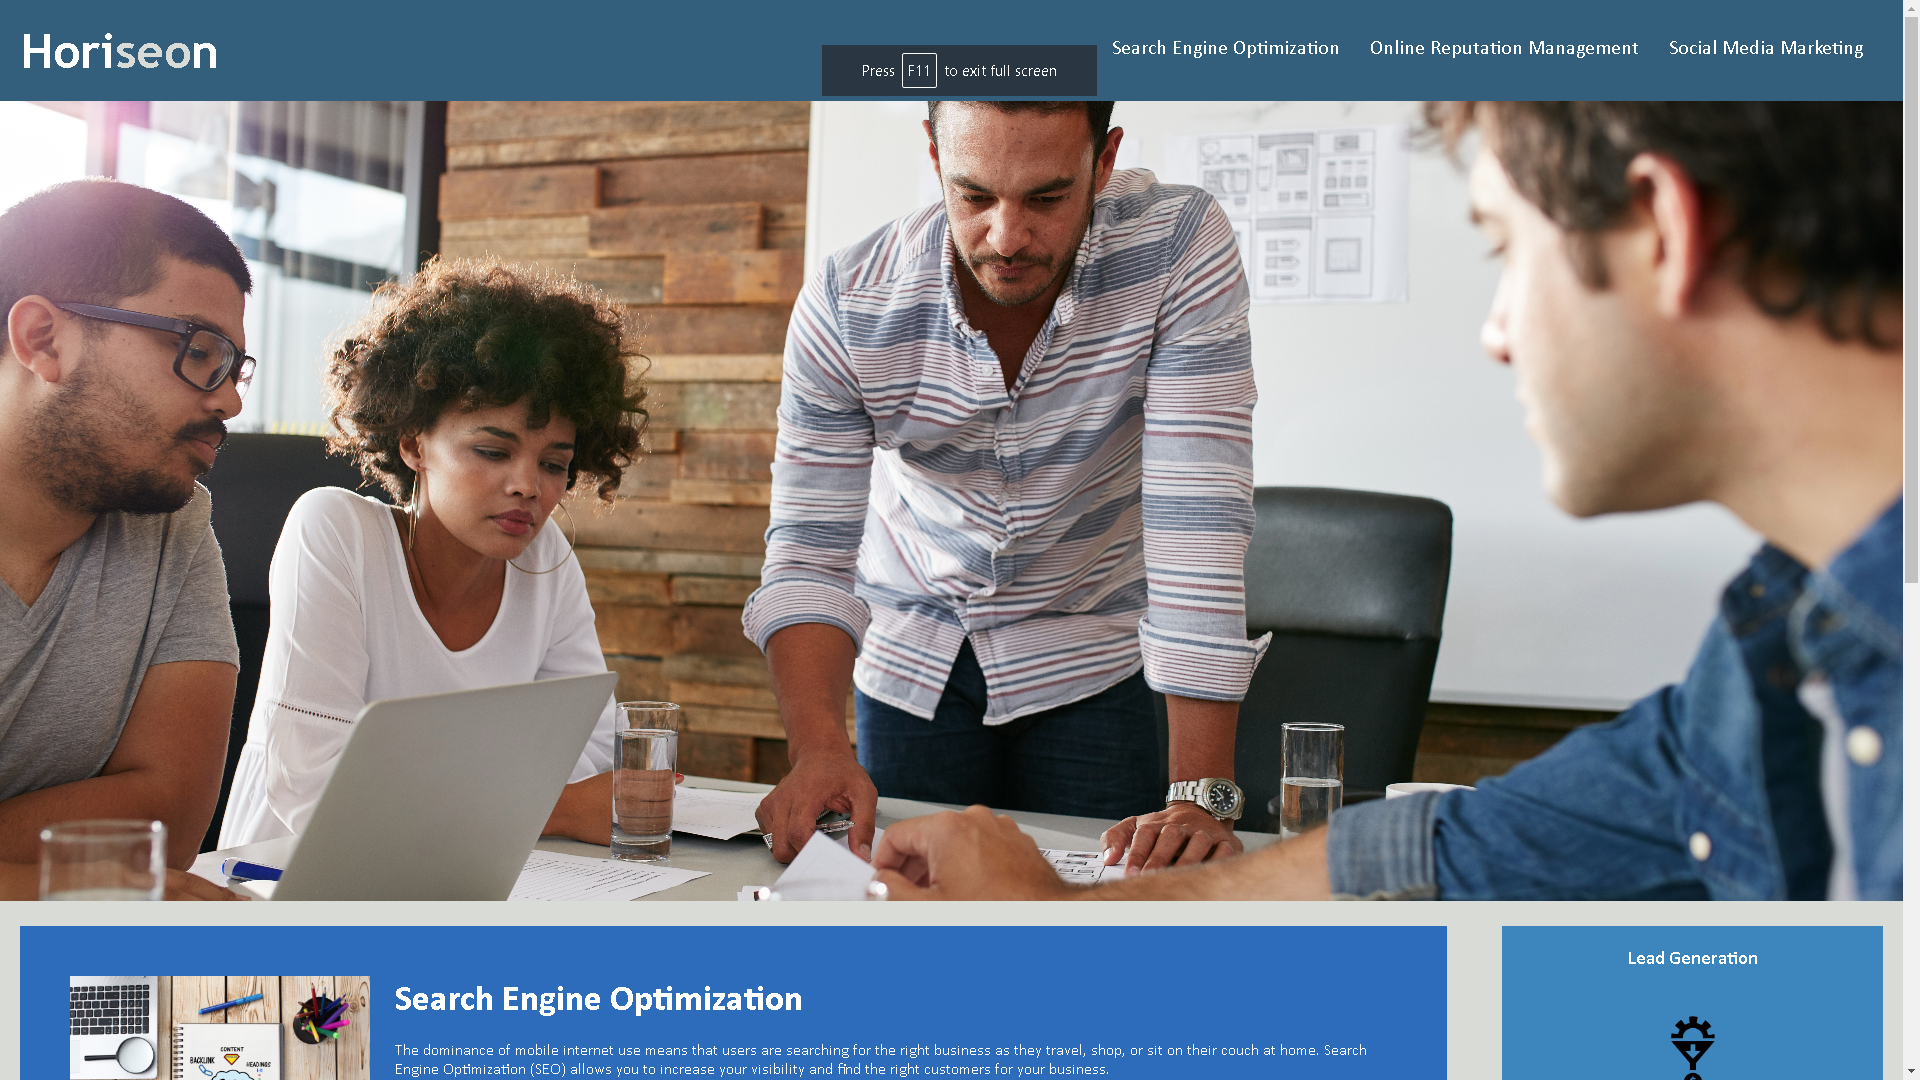 Horiseon
Search Engine Optimization
Online Reputation Management
Social Media Marketing
Press F11 to exit full screen
Search Engine Optimization
The dominance of mobile internet use means that users are searching for the right business as they travel, shop, or sit on their couch at home. Search
Engine Optimization (SEO) allows you to increase your visibility and find the right customers for your business.
Lead Generation
CONTENT
BACKLINK
HEADINGS